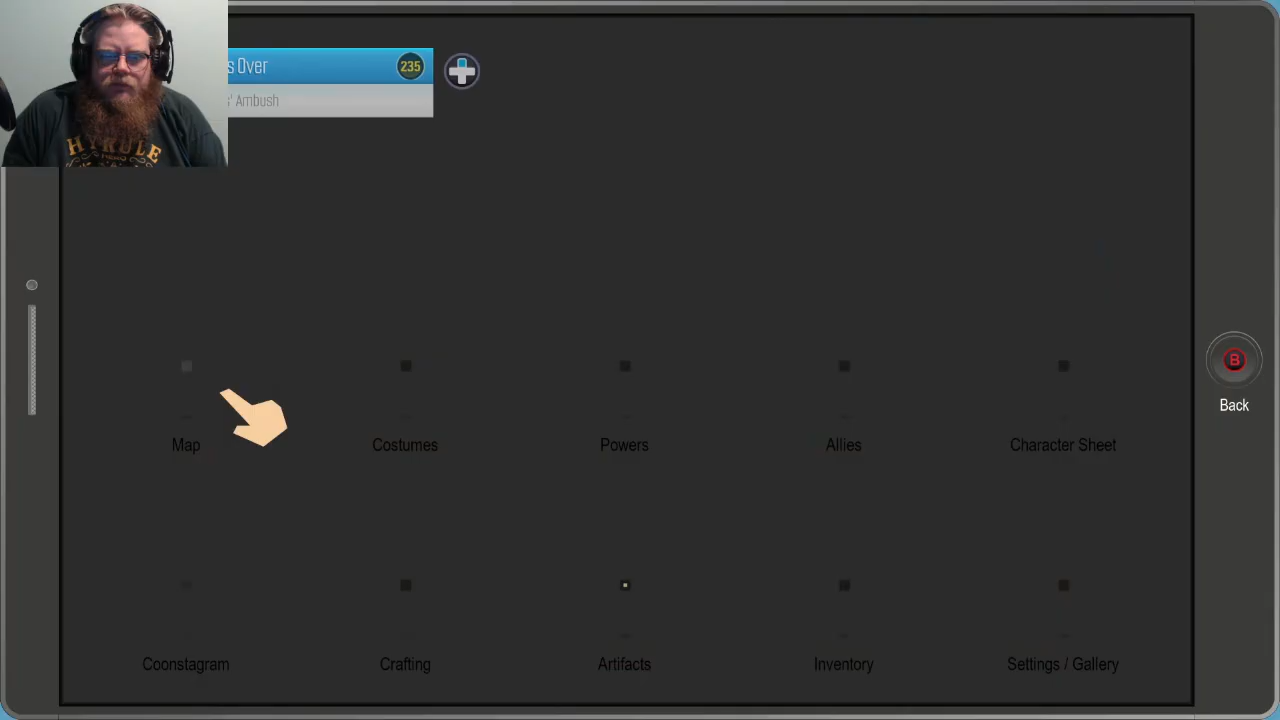 s Over
235
s' Ambush
HYRULE
B
Back
Map
Costumes
Powers
Allies
Character Sheet
Coonstagram
Crafting
Artifacts
Inventory
Settings / Gallery